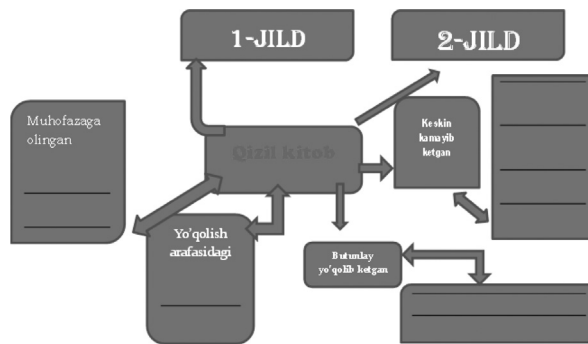 1-JILD
2-JILD
Muhofazaga
olingan
Qizil kitob
Keskin
kamayib
ketgan
Yo'qolish
arafasidagi
Butunlay
yo'qolib ketgan